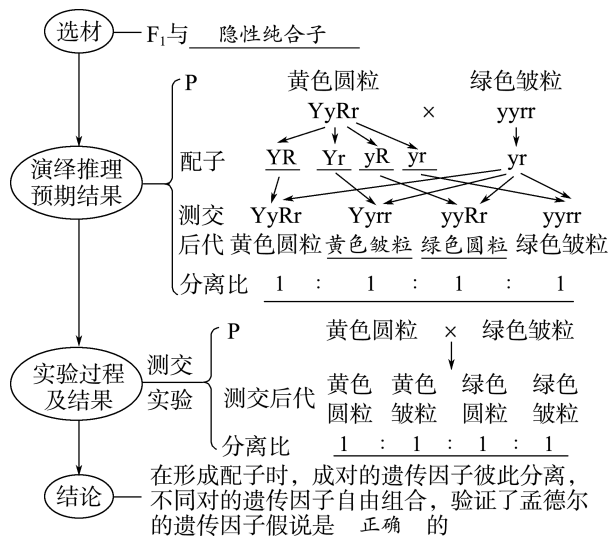 选材
F₁与 隐性纯合子
P 黄色圆粒 绿色皱粒
YyRr × yyrr
演绎推理
预期结果
配子 YR Yr yR yr yr
测交 YyRr Yyrr yyRr yyrr
后代 黄色圆粒 黄色皱粒 绿色圆粒 绿色皱粒
分离比 1 : 1 : 1 : 1
实验过程
及结果
测交
实验
P 黄色圆粒 × 绿色皱粒
测交后代 黄色 黄色 绿色 绿色
圆粒 皱粒 圆粒 皱粒
分离比 1 : 1 : 1 : 1
结论
在形成配子时，成对的遗传因子彼此分离，
不同对的遗传因子自由组合，验证了孟德尔
的遗传因子假说是 正确 的